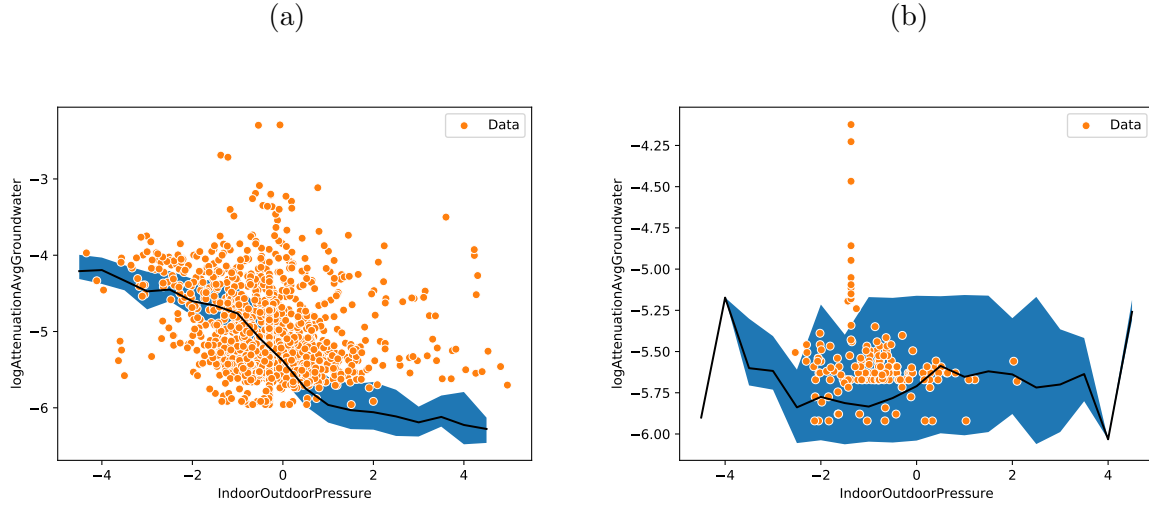 (a)
(b)
Data
−3
−4
−5
−6
logAttenuationAvgGroundwater
−4
−2
0
2
4
IndoorOutdoorPressure
Data
−4.25
−4.50
−4.75
−5.00
−5.25
−5.50
−5.75
−6.00
logAttenuationAvgGroundwater
−4
−2
0
2
4
IndoorOutdoorPressure